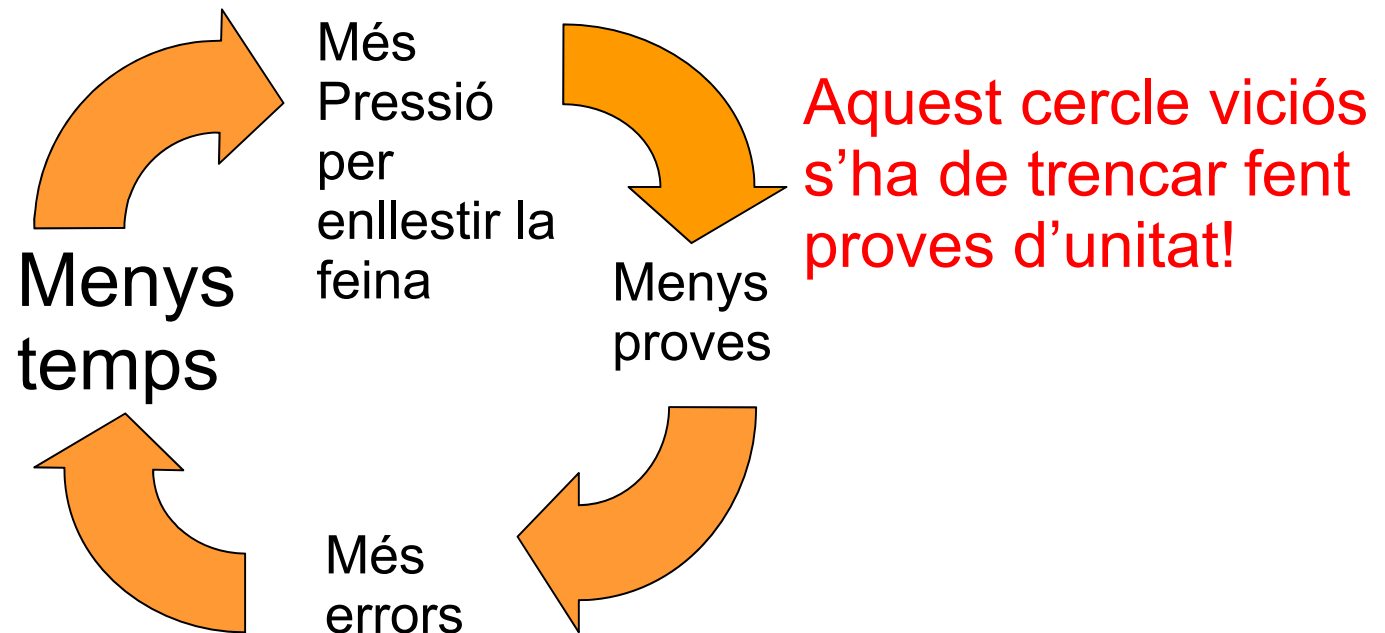 Més
Pressió
per
enllestir la
feina
Aquest cercle viciós
s’ha de trencar fent
proves d’unitat!
Menys
temps
Menys
proves
Més
errors